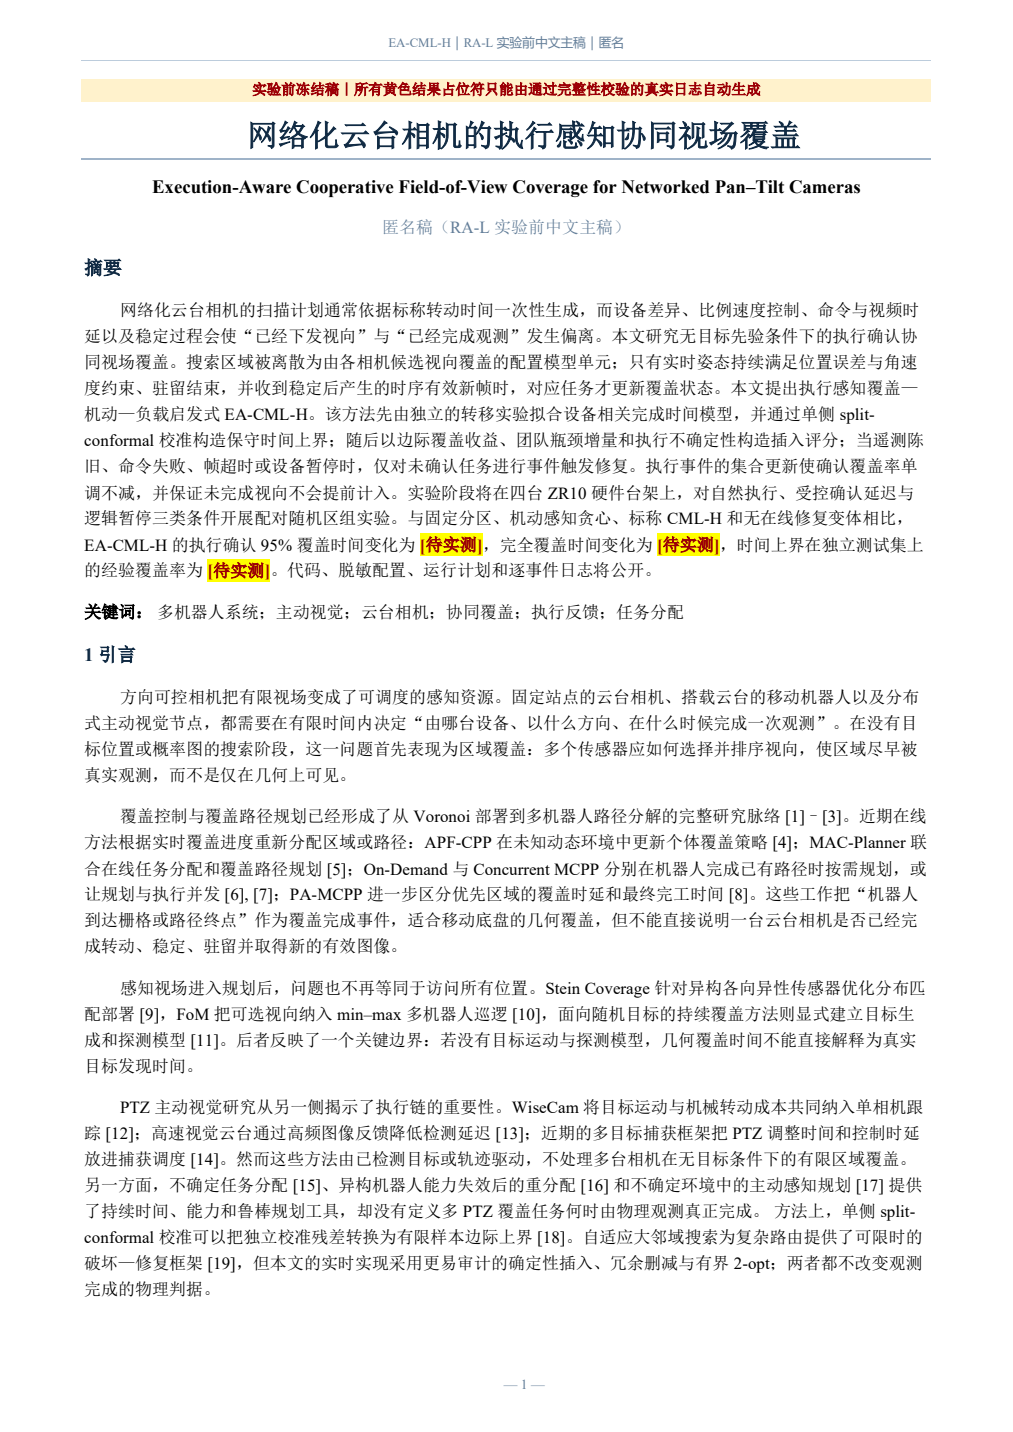 EA-CML-H｜RA-L 实验前中文主稿｜匿名
实验前冻结稿｜所有黄色结果占位符只能由通过完整性校验的真实日志自动生成
网络化云台相机的执行感知协同视场覆盖
Execution-Aware Cooperative Field-of-View Coverage for Networked Pan–Tilt Cameras
匿名稿（RA-L 实验前中文主稿）
摘要
网络化云台相机的扫描计划通常依据标称转动时间一次性生成，而设备差异、比例速度控制、命令与视频时
延以及稳定过程会使“已经下发视向”与“已经完成观测”发生偏离。本文研究无目标先验条件下的执行确认协
同视场覆盖。搜索区域被离散为由各相机候选视向覆盖的配置模型单元；只有实时姿态持续满足位置误差与角速
度约束、驻留结束，并收到稳定后产生的时序有效新帧时，对应任务才更新覆盖状态。本文提出执行感知覆盖—
机动—负载启发式 EA-CML-H。该方法先由独立的转移实验拟合设备相关完成时间模型，并通过单侧 split-
conformal 校准构造保守时间上界；随后以边际覆盖收益、团队瓶颈增量和执行不确定性构造插入评分；当遥测陈
旧、命令失败、帧超时或设备暂停时，仅对未确认任务进行事件触发修复。执行事件的集合更新使确认覆盖率单
调不减，并保证未完成视向不会提前计入。实验阶段将在四台 ZR10 硬件台架上，对自然执行、受控确认延迟与
逻辑暂停三类条件开展配对随机区组实验。与固定分区、机动感知贪心、标称 CML-H 和无在线修复变体相比，
EA-CML-H 的执行确认 95% 覆盖时间变化为 [待实测]，完全覆盖时间变化为 [待实测]，时间上界在独立测试集上
的经验覆盖率为 [待实测]。代码、脱敏配置、运行计划和逐事件日志将公开。
关键词： 多机器人系统；主动视觉；云台相机；协同覆盖；执行反馈；任务分配
1 引言
方向可控相机把有限视场变成了可调度的感知资源。固定站点的云台相机、搭载云台的移动机器人以及分布
式主动视觉节点，都需要在有限时间内决定“由哪台设备、以什么方向、在什么时候完成一次观测”。在没有目
标位置或概率图的搜索阶段，这一问题首先表现为区域覆盖：多个传感器应如何选择并排序视向，使区域尽早被
真实观测，而不是仅在几何上可见。
覆盖控制与覆盖路径规划已经形成了从 Voronoi 部署到多机器人路径分解的完整研究脉络 [1]–[3]。近期在线
方法根据实时覆盖进度重新分配区域或路径：APF-CPP 在未知动态环境中更新个体覆盖策略 [4]；MAC-Planner 联
合在线任务分配和覆盖路径规划 [5]；On-Demand 与 Concurrent MCPP 分别在机器人完成已有路径时按需规划，或
让规划与执行并发 [6], [7]；PA-MCPP 进一步区分优先区域的覆盖时延和最终完工时间 [8]。这些工作把“机器人
到达栅格或路径终点”作为覆盖完成事件，适合移动底盘的几何覆盖，但不能直接说明一台云台相机是否已经完
成转动、稳定、驻留并取得新的有效图像。
感知视场进入规划后，问题也不再等同于访问所有位置。Stein Coverage 针对异构各向异性传感器优化分布匹
配部署 [9]，FoM 把可选视向纳入 min–max 多机器人巡逻 [10]，面向随机目标的持续覆盖方法则显式建立目标生
成和探测模型 [11]。后者反映了一个关键边界：若没有目标运动与探测模型，几何覆盖时间不能直接解释为真实
目标发现时间。
PTZ 主动视觉研究从另一侧揭示了执行链的重要性。WiseCam 将目标运动与机械转动成本共同纳入单相机跟
踪 [12]；高速视觉云台通过高频图像反馈降低检测延迟 [13]；近期的多目标捕获框架把 PTZ 调整时间和控制时延
放进捕获调度 [14]。然而这些方法由已检测目标或轨迹驱动，不处理多台相机在无目标条件下的有限区域覆盖。
另一方面，不确定任务分配 [15]、异构机器人能力失效后的重分配 [16] 和不确定环境中的主动感知规划 [17] 提供
了持续时间、能力和鲁棒规划工具，却没有定义多 PTZ 覆盖任务何时由物理观测真正完成。 方法上，单侧 split-
conformal 校准可以把独立校准残差转换为有限样本边际上界 [18]。自适应大邻域搜索为复杂路由提供了可限时的
破坏—修复框架 [19]，但本文的实时实现采用更易审计的确定性插入、冗余删减与有界 2-opt；两者都不改变观测
完成的物理判据。
— 1 —